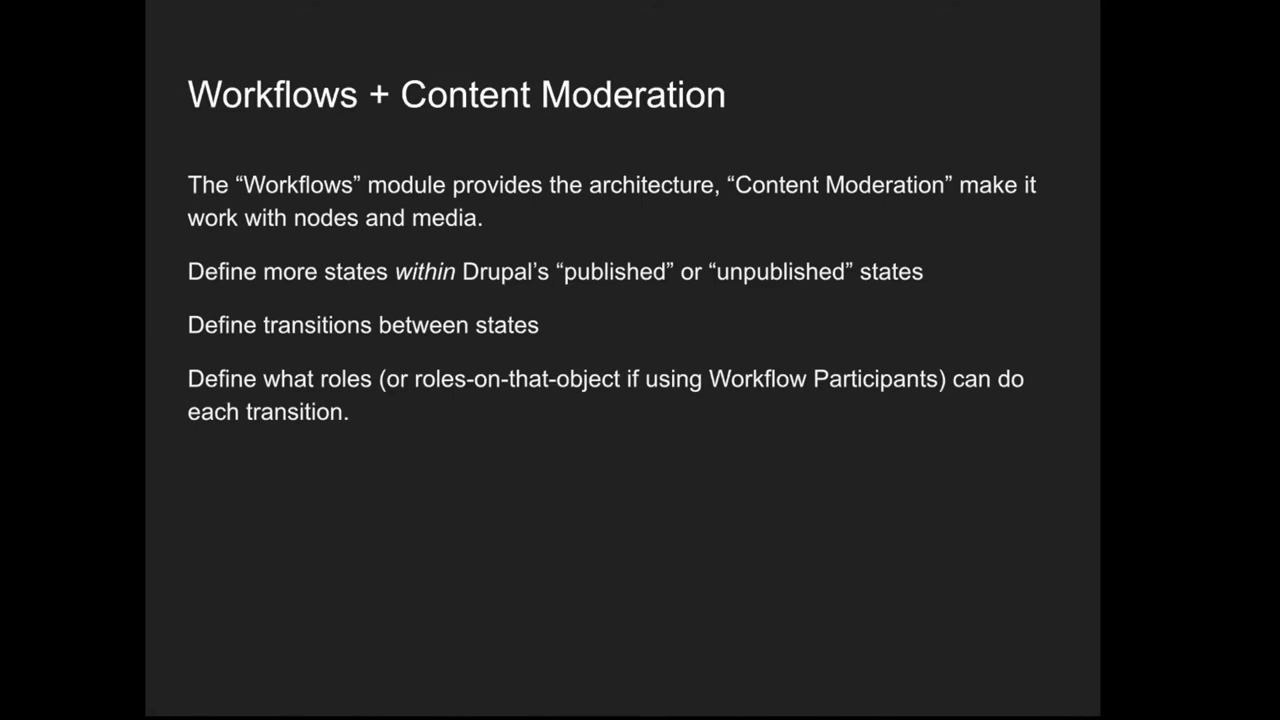 Workflows + Content Moderation
The “Workflows” module provides the architecture, “Content Moderation” make it
work with nodes and media.
Define more states within Drupal’s “published” or “unpublished” states
Define transitions between states
Define what roles (or roles-on-that-object if using Workflow Participants) can do
each transition.